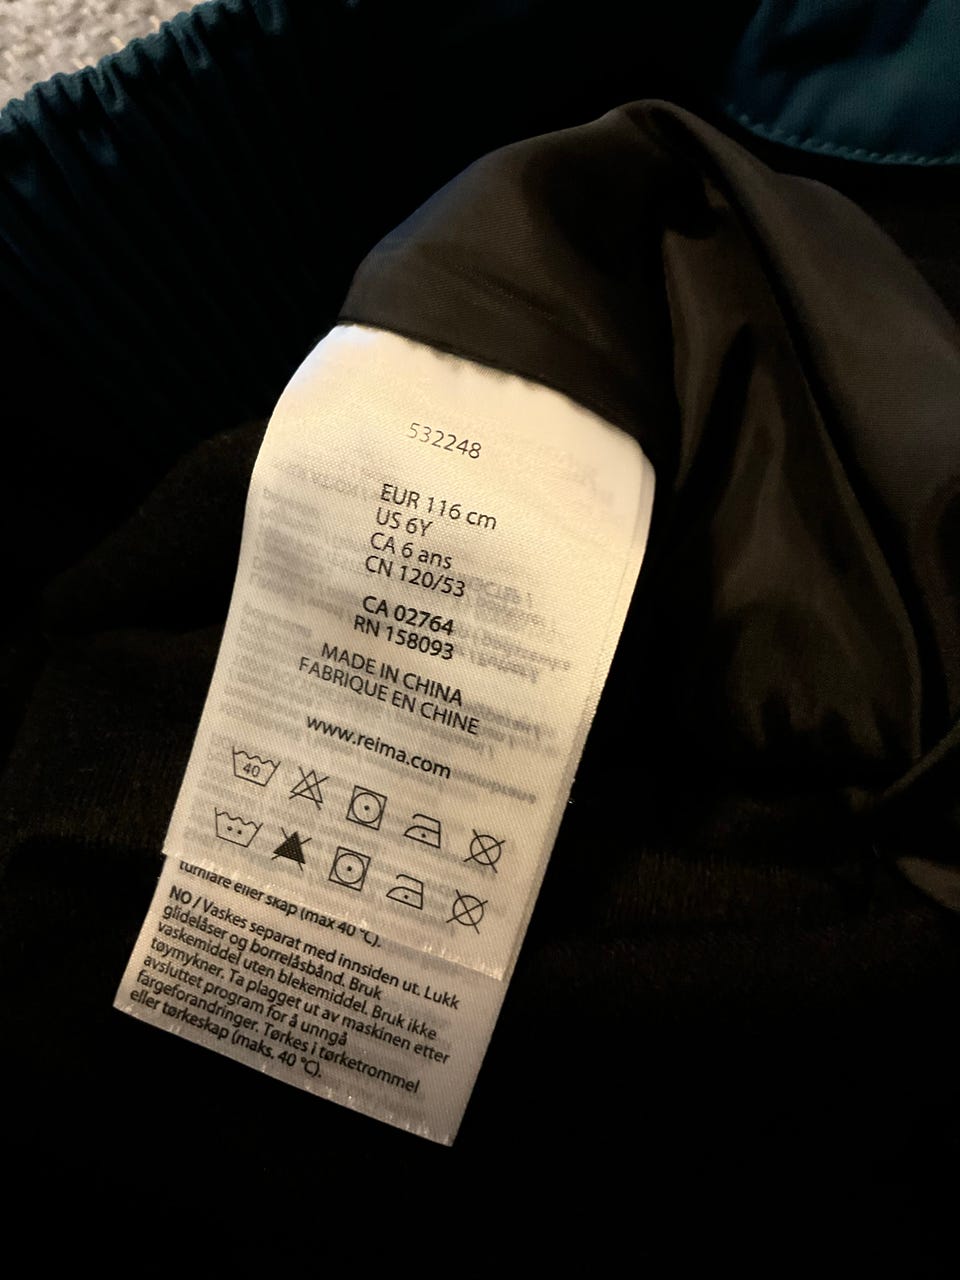 532248
EUR 116 cm
US 6Y
CA 6 ans
CN 120/53
CA 02764
RN 158093
MADE IN CHINA
FABRIQUE EN CHINE
www.reima.com
40
tumlare eller skåp (max 40 °C).
NO / Vaskes separat med innsiden ut. Lukk
glidelåser og borrelåsbånd. Bruk
vaskemiddel uten blekemiddel. Bruk ikke
tøymykner. Ta plagget ut av maskinen etter
avsluttet program for å unngå
fargeforandringer. Tørkes i tørketrommel
eller tørkeskap (maks. 40 °C).